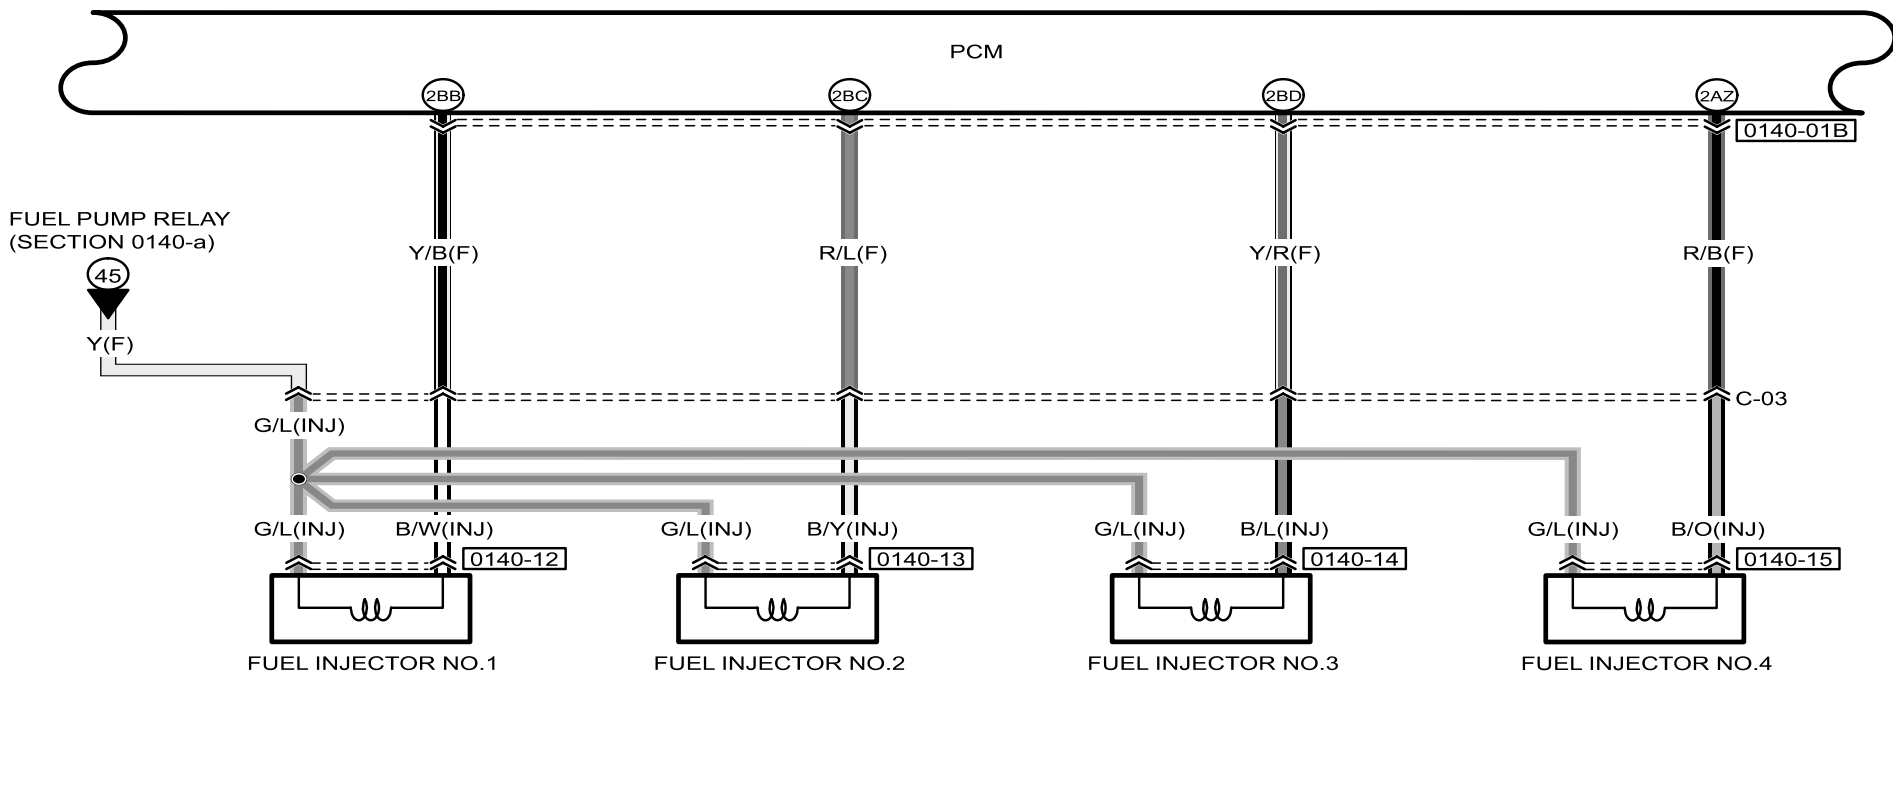 PCM
2BB 2BC 2BD 2AZ
0140-01B
FUEL PUMP RELAY
(SECTION 0140-a)
45
Y/B(F) R/L(F) Y/R(F) R/B(F)
Y(F)
C-03
G/L(INJ)
G/L(INJ) B/W(INJ) G/L(INJ) B/Y(INJ) G/L(INJ) B/L(INJ) G/L(INJ) B/O(INJ)
0140-12 0140-13 0140-14 0140-15
FUEL INJECTOR NO.1 FUEL INJECTOR NO.2 FUEL INJECTOR NO.3 FUEL INJECTOR NO.4